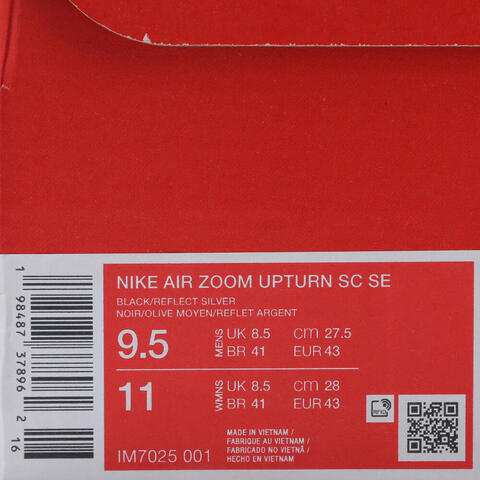 NIKE AIR ZOOM UPTURN SC SE
BLACK/REFLECT SILVER
NOIR/OLIVE MOYEN/REFLET ARGENT
9.5 MENS UK 8.5 cm 27.5
BR 41 EUR 43
11 WMNS UK 8.5 cm 28
BR 41 EUR 43
MADE IN VIETNAM /
FABRIQUE AU VIETNAM /
FABRICADO NO VIETNÃ /
HECHO EN VIETNAM
IM7025 001
1 98487 37896 2 16